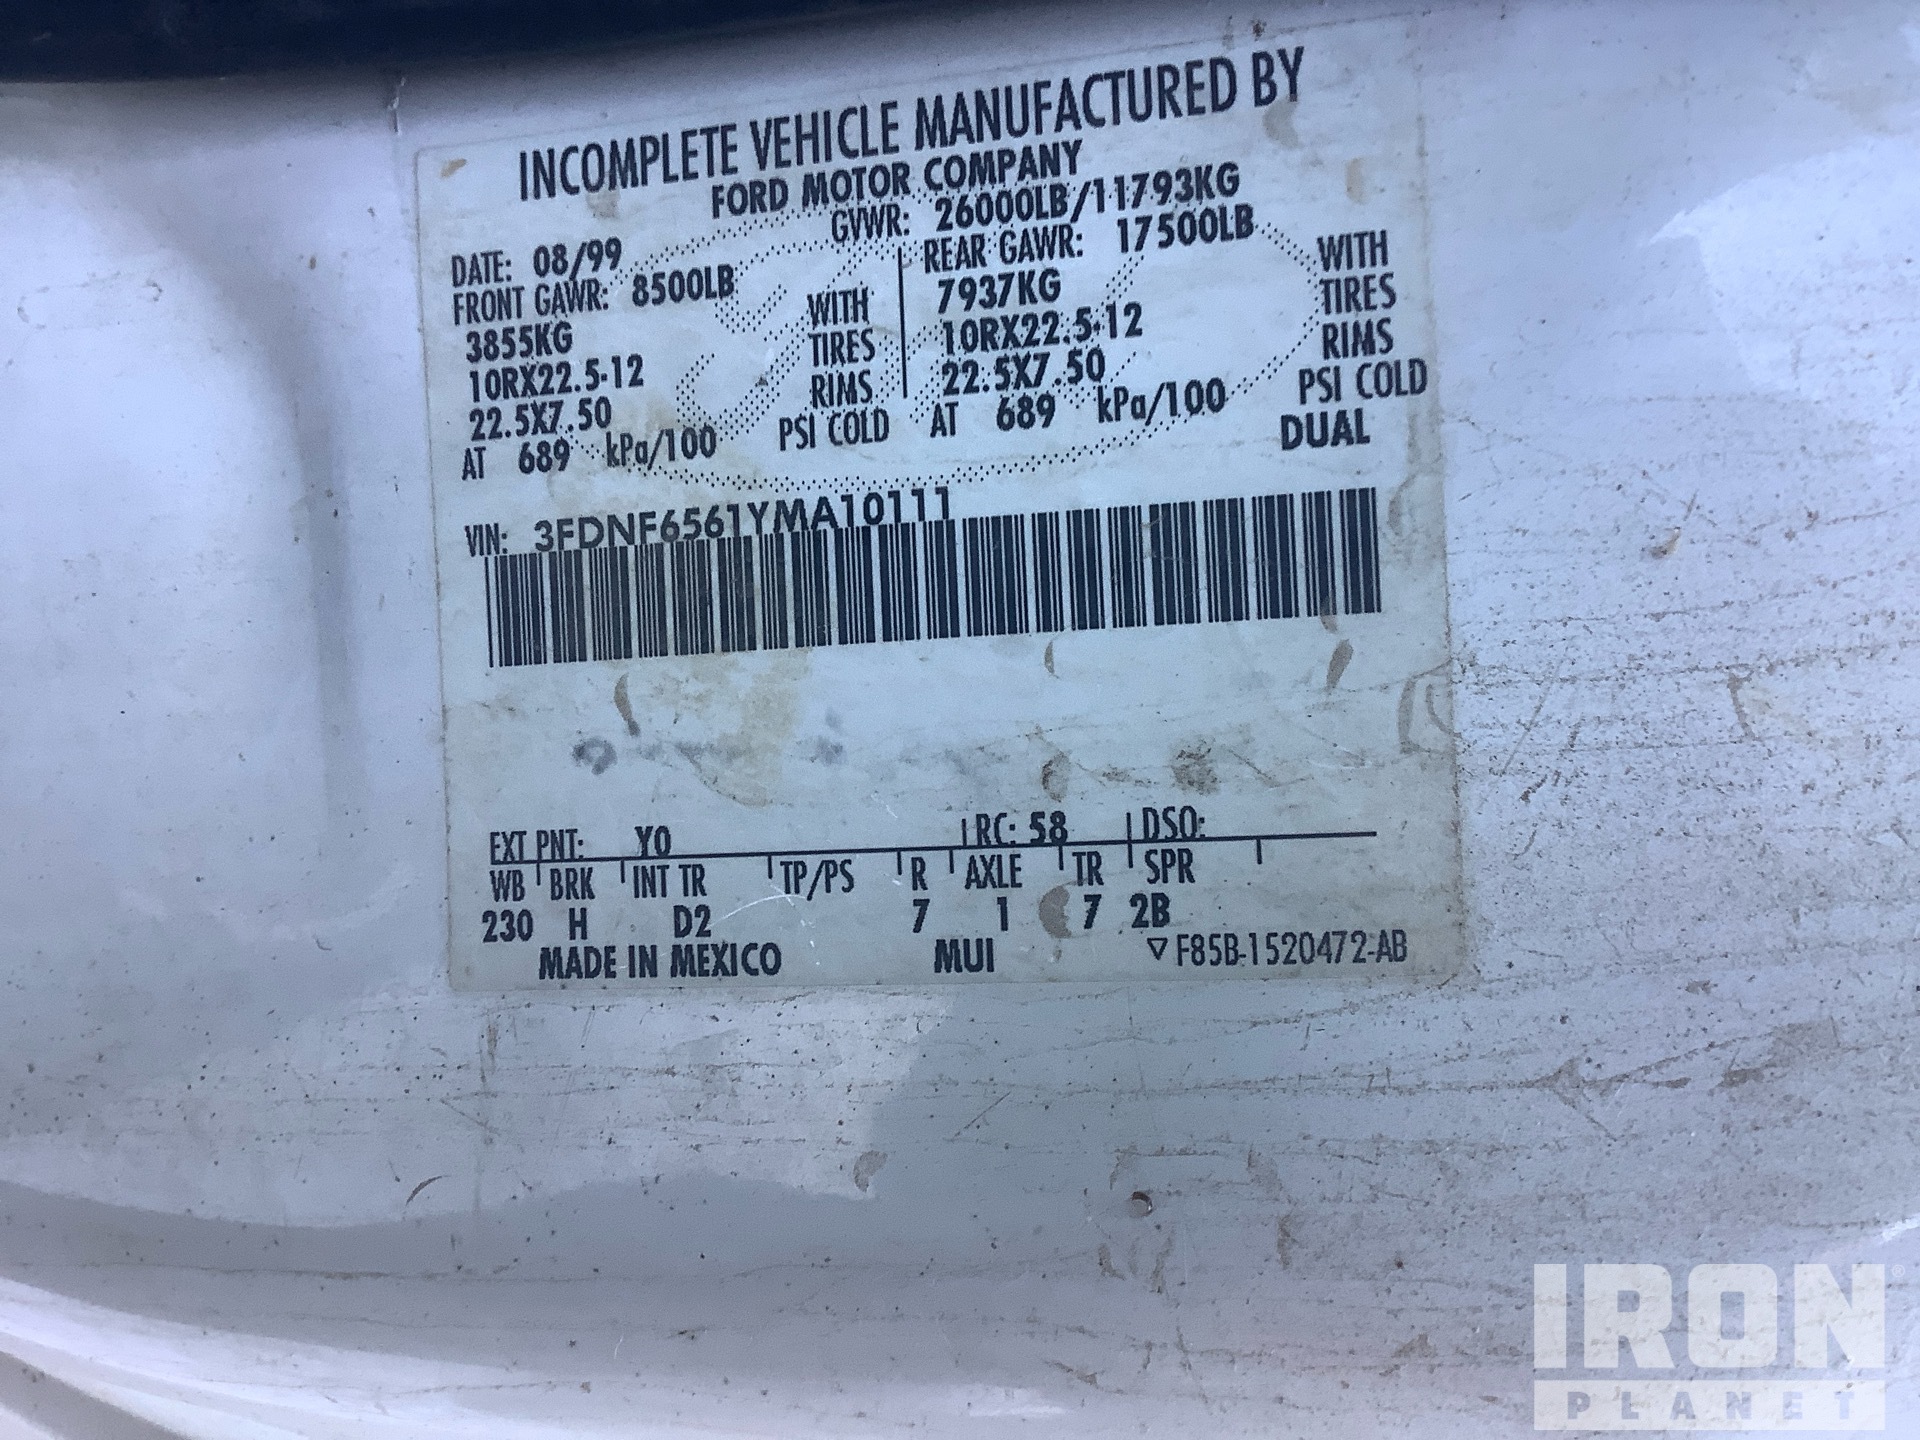 INCOMPLETE VEHICLE MANUFACTURED BY
FORD MOTOR COMPANY
DATE: 08/99 GVWR: 26000LB/11793KG
FRONT GAWR: 8500LB REAR GAWR: 17500LB
3855KG WITH 7937KG WITH
10RX22.5-12 TIRES 10RX22.5-12 TIRES
22.5X7.50 RIMS 22.5X7.50 RIMS
AT 689 kPa/100 PSI COLD AT 689 kPa/100 PSI COLD
DUAL
VIN: 3FDNF6561YMA10111
EXT PNT: YO RC: 58 DSO:
WB BRK INT TR TP/PS R AXLE TR SPR
230 H D2 7 1 7 2B
MADE IN MEXICO MUI ▽ F85B-1520472-AB
IRON®
PLANET